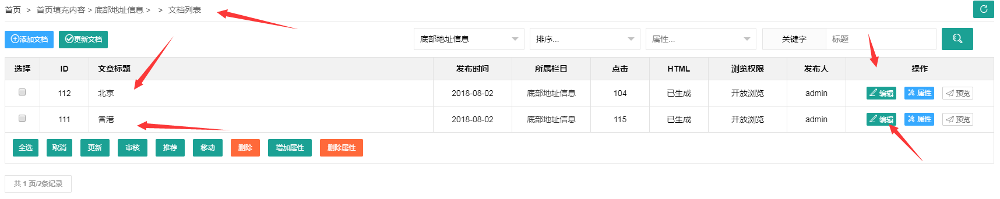 首页 > 首页填充内容 > 底部地址信息 > > 文档列表
添加文档 更新文档 底部地址信息 排序... 属性... 关键字 标题
选择 ID 文章标题 发布时间 所属栏目 点击 HTML 浏览权限 发布人 操作
112 北京 2018-08-02 底部地址信息 104 已生成 开放浏览 admin 编辑 属性 预览
111 香港 2018-08-02 底部地址信息 115 已生成 开放浏览 admin 编辑 属性 预览
全选 取消 更新 审核 推荐 移动 删除 增加属性 删除属性
共 1 页/2条记录